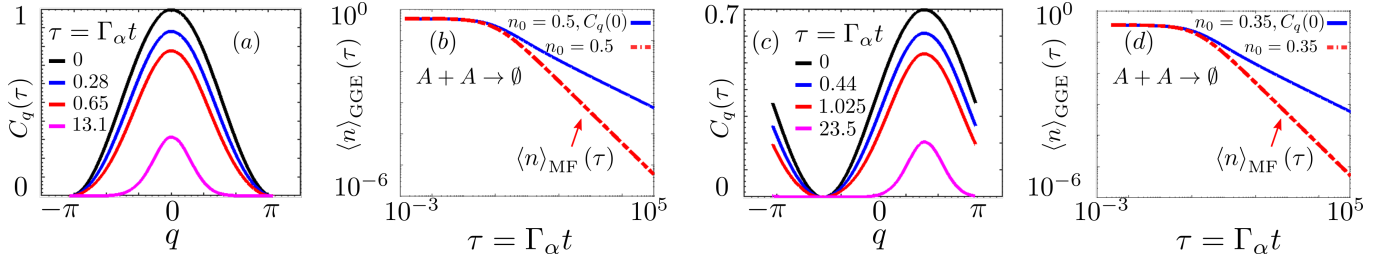 1
C_q(τ)
0
τ = Γ_α t
0
0.28
0.65
13.1
(a)
−π
0
π
q
10^0
⟨n⟩_GGE (τ)
10^−6
(b)
n_0 = 0.5, C_q(0)
n_0 = 0.5
A + A → ∅
⟨n⟩_MF (τ)
10^−3
10^5
τ = Γ_α t
0.7
C_q(τ)
0
(c)
τ = Γ_α t
0
0.44
1.025
23.5
−π
0
π
q
10^0
⟨n⟩_GGE (τ)
10^−6
n_0 = 0.35, C_q(0)
n_0 = 0.35
A + A → ∅
(d)
⟨n⟩_MF (τ)
10^−3
10^5
τ = Γ_α t